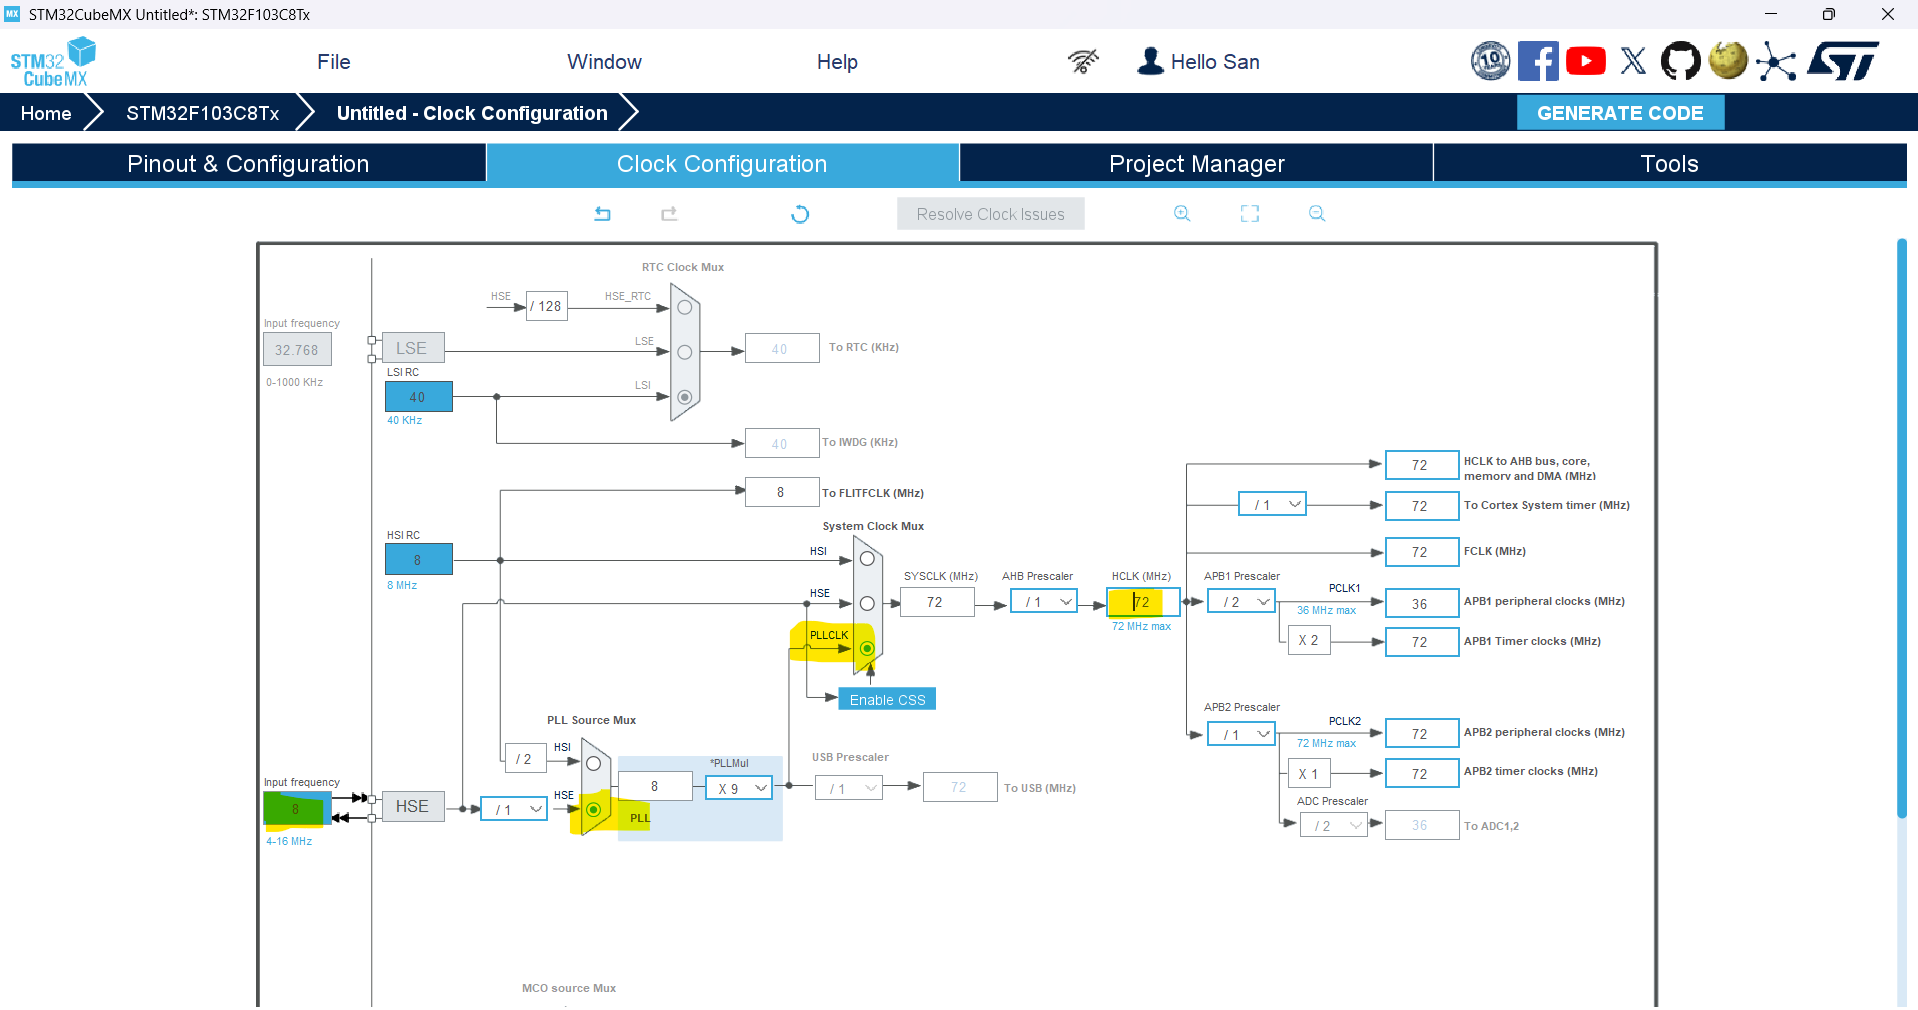 STM32CubeMX Untitled*: STM32F103C8Tx
STM32
CubeMX
File
Window
Help
10
Hello San
Home
STM32F103C8Tx
Untitled - Clock Configuration
GENERATE CODE
Pinout & Configuration
Clock Configuration
Project Manager
Tools
Resolve Clock Issues
RTC Clock Mux
HSE
/ 128
HSE_RTC
Input frequency
32.768
0-1000 KHz
LSE
LSE
40
To RTC (KHz)
LSI RC
40
40 KHz
LSI
40
To IWDG (KHz)
8
To FLITFCLK (MHz)
System Clock Mux
HSI RC
8
8 MHz
HSI
HSE
PLLCLK
Enable CSS
SYSCLK (MHz)
72
AHB Prescaler
/ 1
HCLK (MHz)
72
72 MHz max
72
HCLK to AHB bus, core,
memory and DMA (MHz)
/ 1
72
To Cortex System timer (MHz)
72
FCLK (MHz)
APB1 Prescaler
/ 2
PCLK1
36 MHz max
36
APB1 peripheral clocks (MHz)
X 2
72
APB1 Timer clocks (MHz)
APB2 Prescaler
/ 1
PCLK2
72 MHz max
72
APB2 peripheral clocks (MHz)
X 1
72
APB2 timer clocks (MHz)
ADC Prescaler
/ 2
36
To ADC1,2
PLL Source Mux
/ 2
HSI
Input frequency
8
4-16 MHz
HSE
/ 1
HSE
8
*PLLMul
X 9
PLL
USB Prescaler
/ 1
72
To USB (MHz)
MCO source Mux